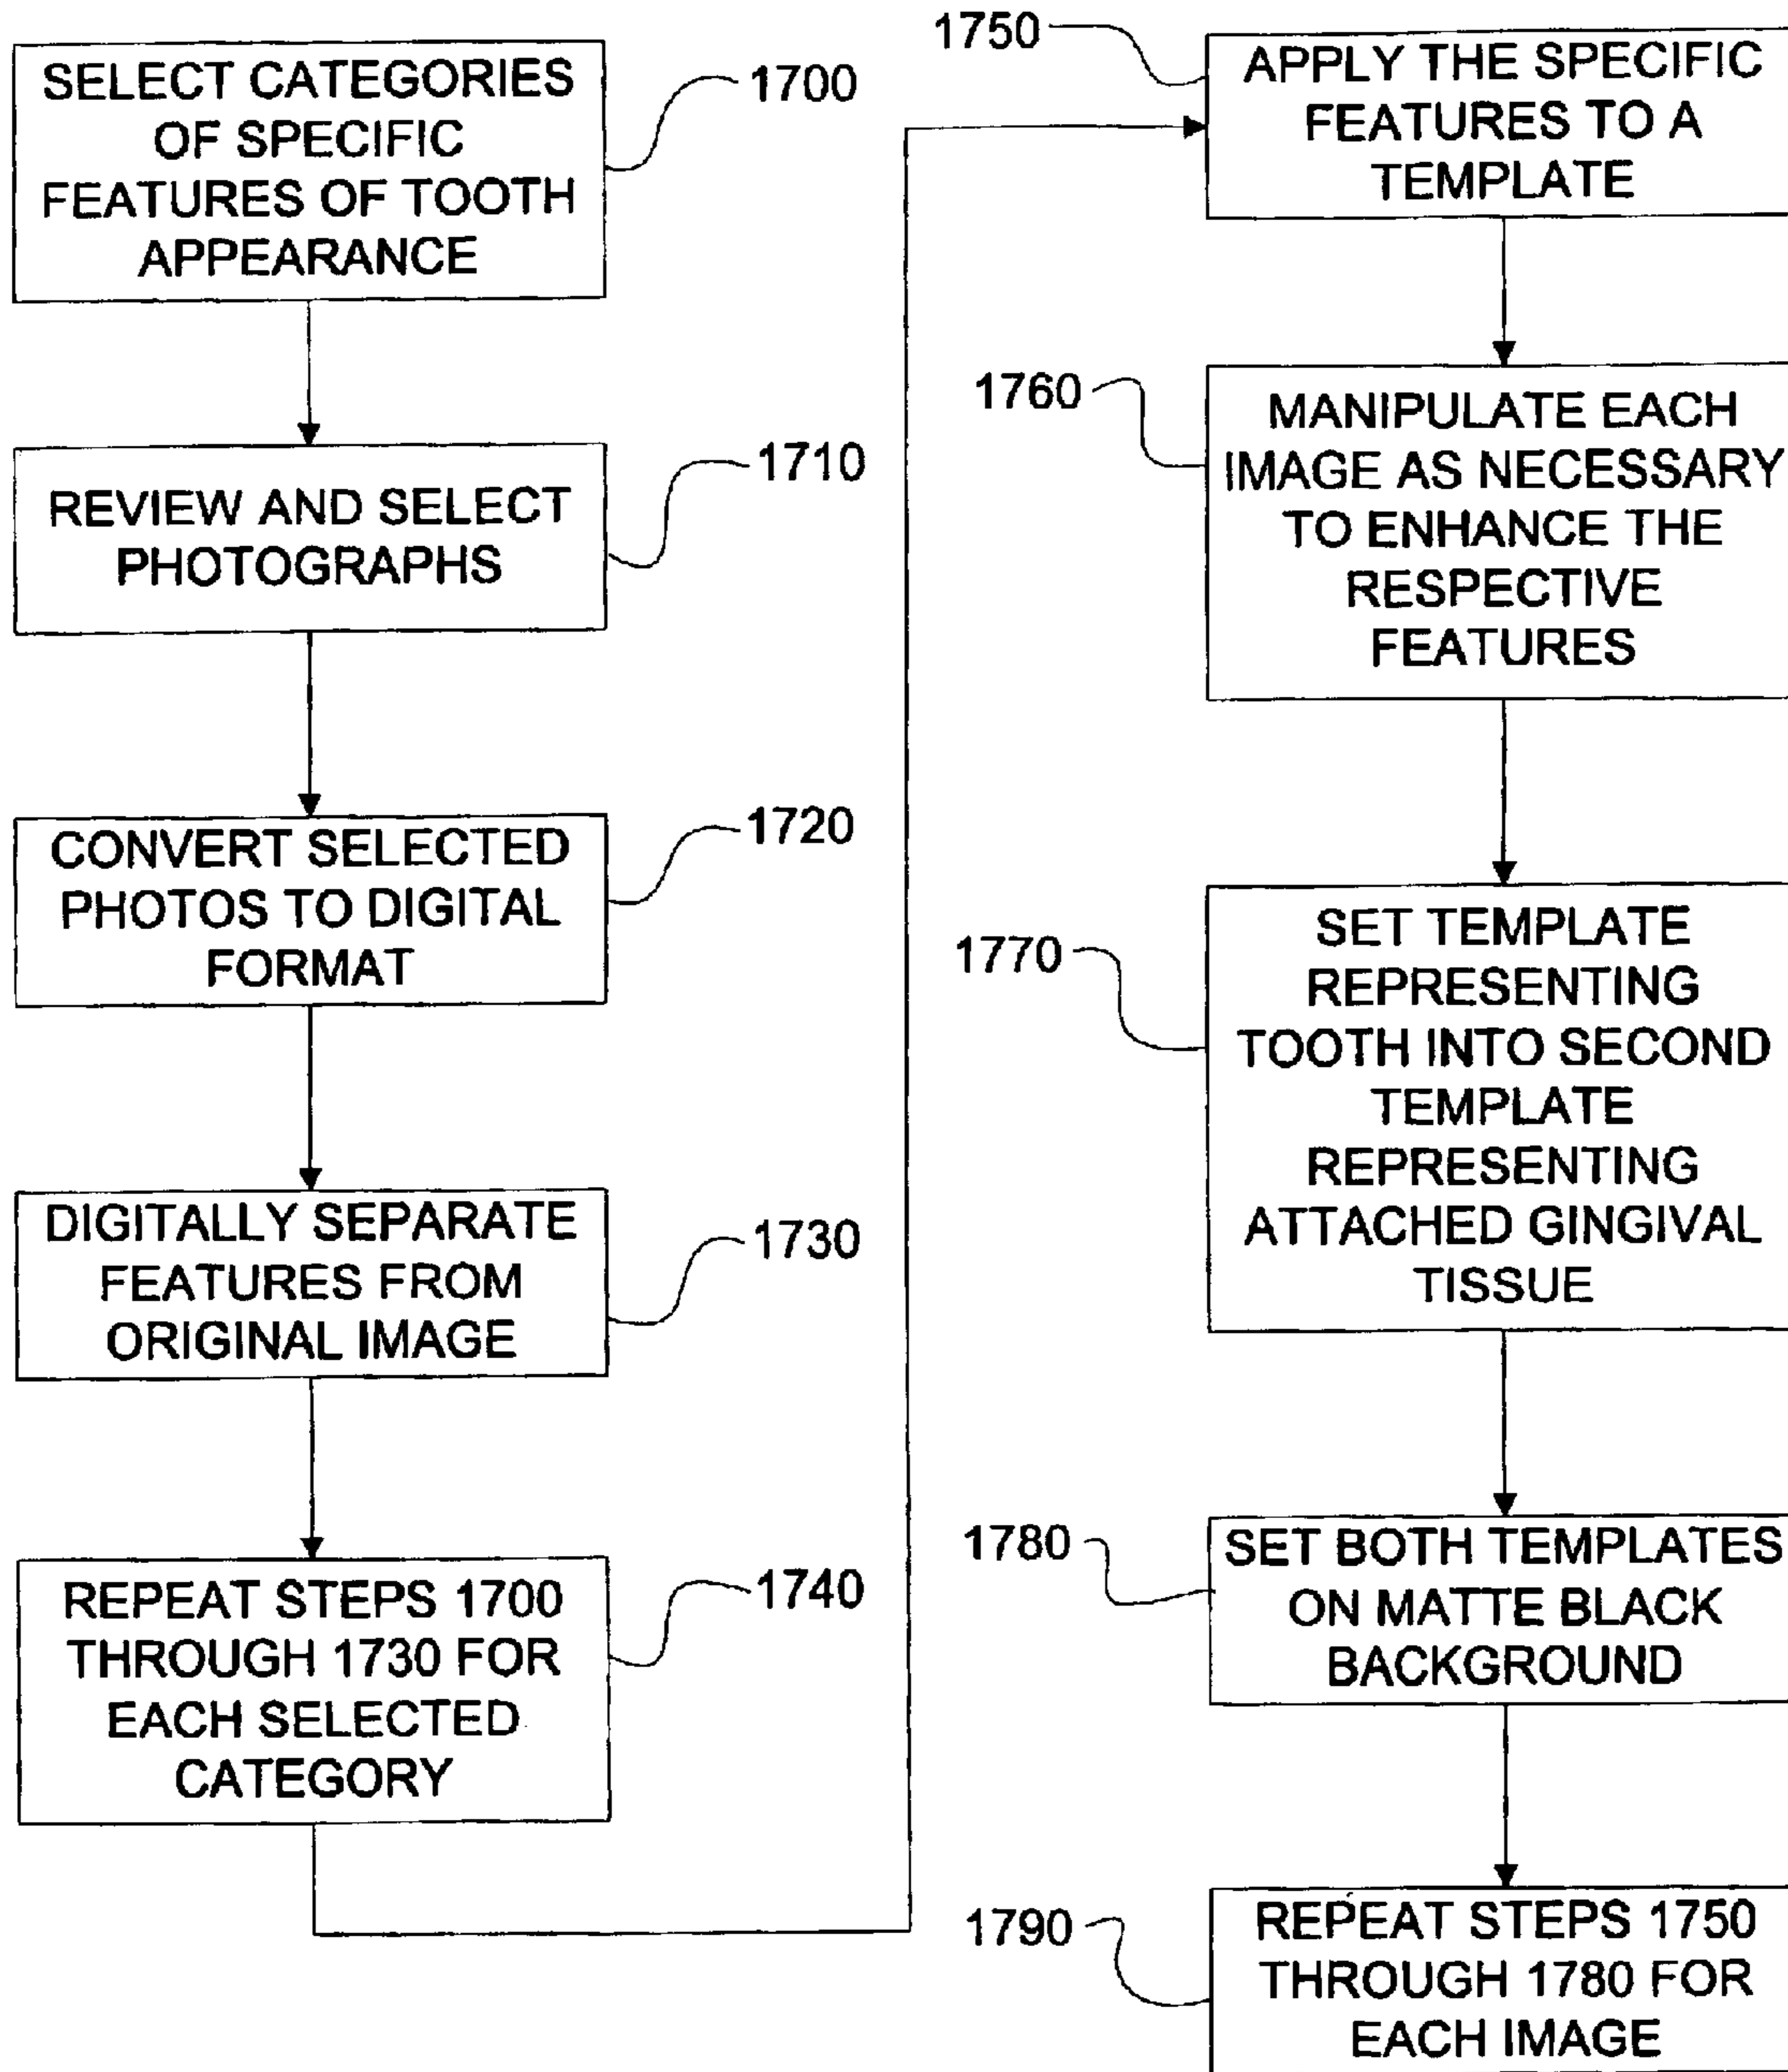 SELECT CATEGORIES
OF SPECIFIC
FEATURES OF TOOTH
APPEARANCE
1700
REVIEW AND SELECT
PHOTOGRAPHS
1710
CONVERT SELECTED
PHOTOS TO DIGITAL
FORMAT
1720
DIGITALLY SEPARATE
FEATURES FROM
ORIGINAL IMAGE
1730
REPEAT STEPS 1700
THROUGH 1730 FOR
EACH SELECTED
CATEGORY
1740
1750
APPLY THE SPECIFIC
FEATURES TO A
TEMPLATE
1760
MANIPULATE EACH
IMAGE AS NECESSARY
TO ENHANCE THE
RESPECTIVE
FEATURES
1770
SET TEMPLATE
REPRESENTING
TOOTH INTO SECOND
TEMPLATE
REPRESENTING
ATTACHED GINGIVAL
TISSUE
1780
SET BOTH TEMPLATES
ON MATTE BLACK
BACKGROUND
1790
REPEAT STEPS 1750
THROUGH 1780 FOR
EACH IMAGE